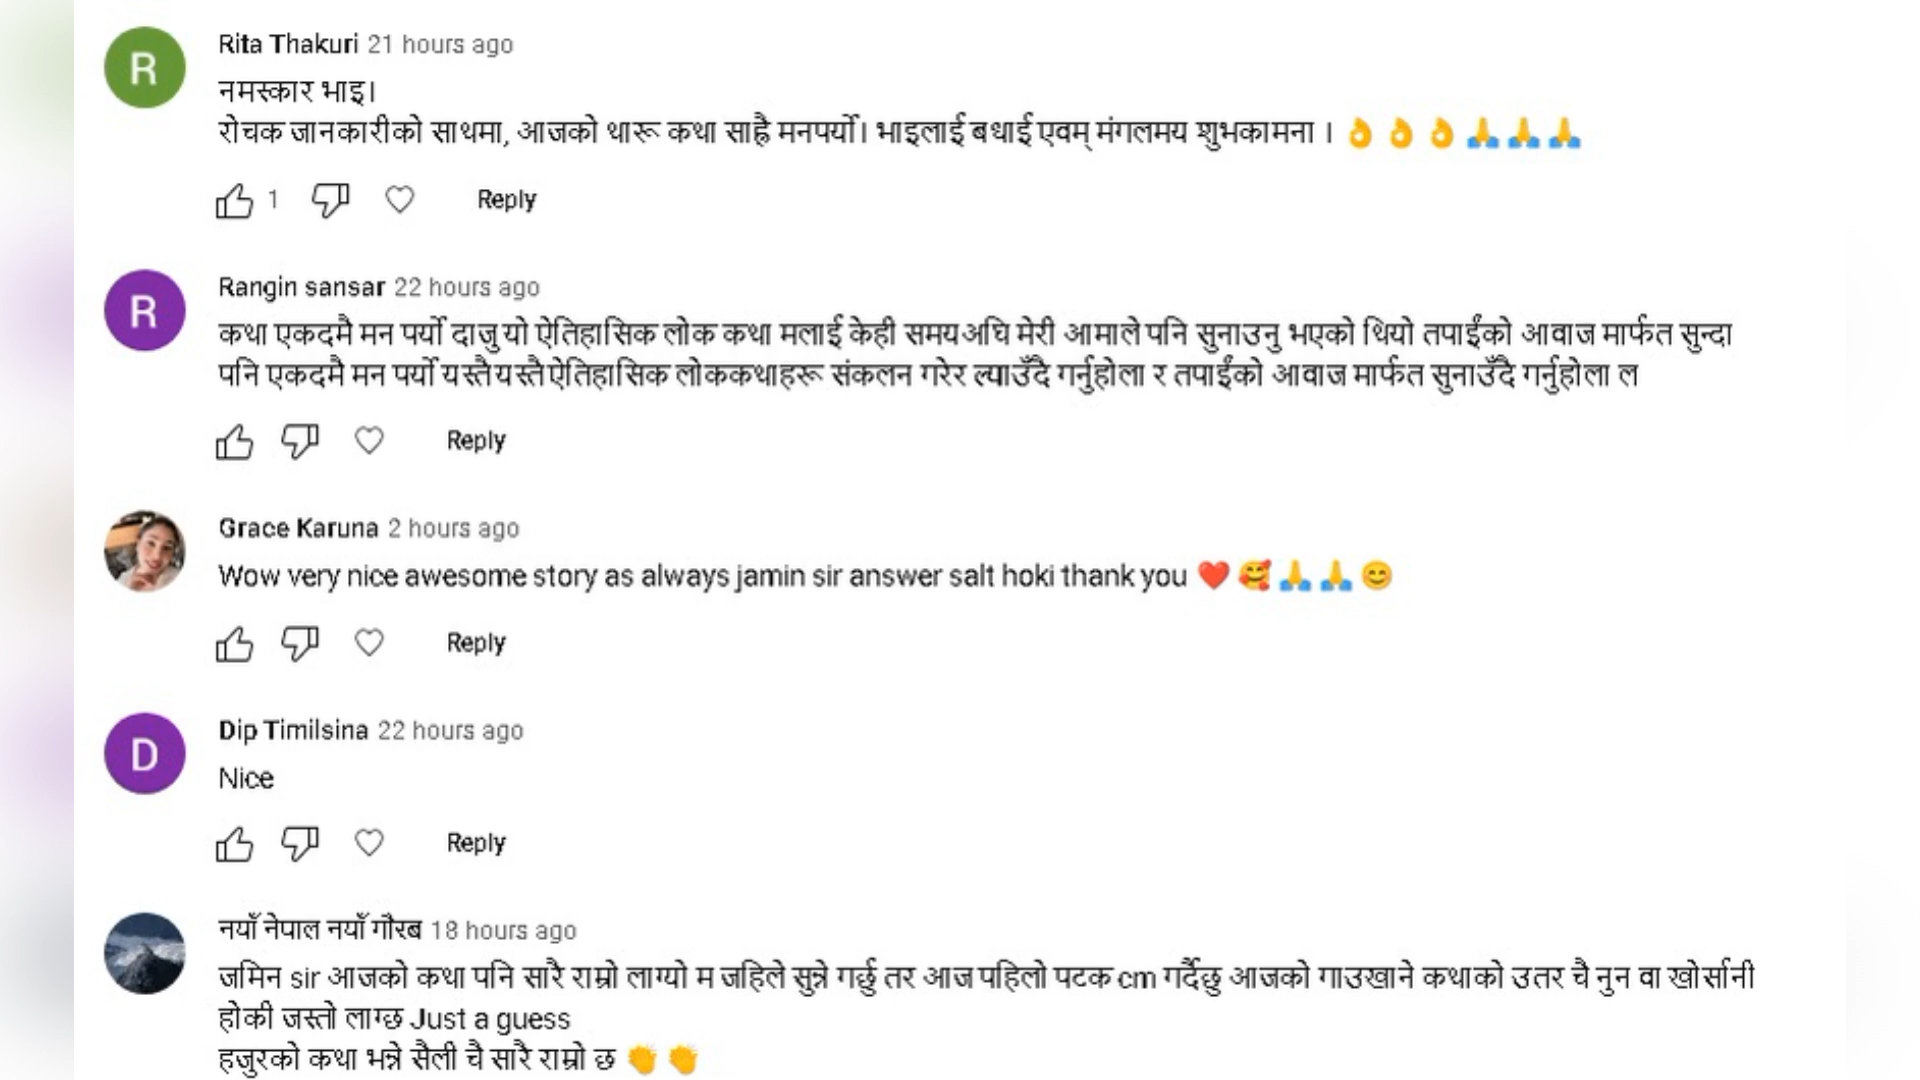 R
Rita Thakuri 21 hours ago
नमस्कार भाइ।
रोचक जानकारीको साथमा, आजको थारू कथा साह्रै मनपर्यो। भाइलाई बधाई एवम् मंगलमय शुभकामना । 👌👌👌🙏🙏🙏
1 Reply
R
Rangin sansar 22 hours ago
कथा एकदमै मन पर्यो दाजु यो ऐतिहासिक लोक कथा मलाई केही समयअघि मेरी आमाले पनि सुनाउनु भएको थियो तपाईंको आवाज मार्फत सुन्दा
पनि एकदमै मन पर्यो यस्तै यस्तै ऐतिहासिक लोककथाहरू संकलन गरेर ल्याउँदै गर्नुहोला र तपाईंको आवाज मार्फत सुनाउँदै गर्नुहोला ल
Reply
Grace Karuna 2 hours ago
Wow very nice awesome story as always jamin sir answer salt hoki thank you ❤️🥰🙏🙏😊
Reply
D
Dip Timilsina 22 hours ago
Nice
Reply
नयाँ नेपाल नयाँ गौरब 18 hours ago
जमिन sir आजको कथा पनि सारै राम्रो लाग्यो म जहिले सुन्ने गर्छु तर आज पहिलो पटक cm गर्दैछु आजको गाउखाने कथाको उतर चै नुन वा खोर्सानी
होकी जस्तो लाग्छ Just a guess
हजुरको कथा भन्ने सैली चै सारै राम्रो छ 👏👏